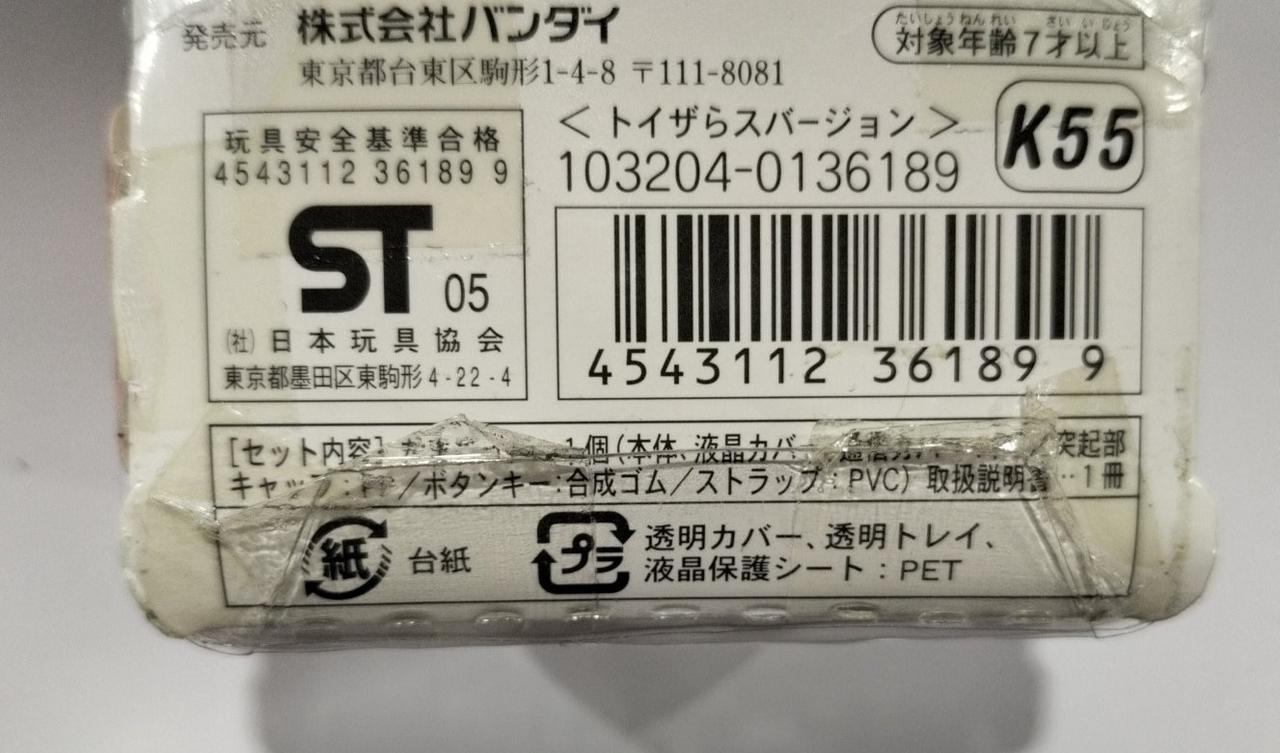 発売元 株式会社バンダイ
東京都台東区駒形1-4-8 〒111-8081
たいしょうねんれい さいいじょう
対象年齢7才以上
玩具安全基準合格
4543112 36189 9
ST 05
㈳日本玩具協会
東京都墨田区東駒形4-22-4
＜トイザらスバージョン＞
103204-0136189
K55
4543112 36189 9
[セット内容] 1個(本体、液晶カバー 突起部
キャップ: /ボタンキー:合成ゴム/ストラップ:PVC) 取扱説明書…1冊
紙 台紙
プラ 透明カバー、透明トレイ、
液晶保護シート:PET